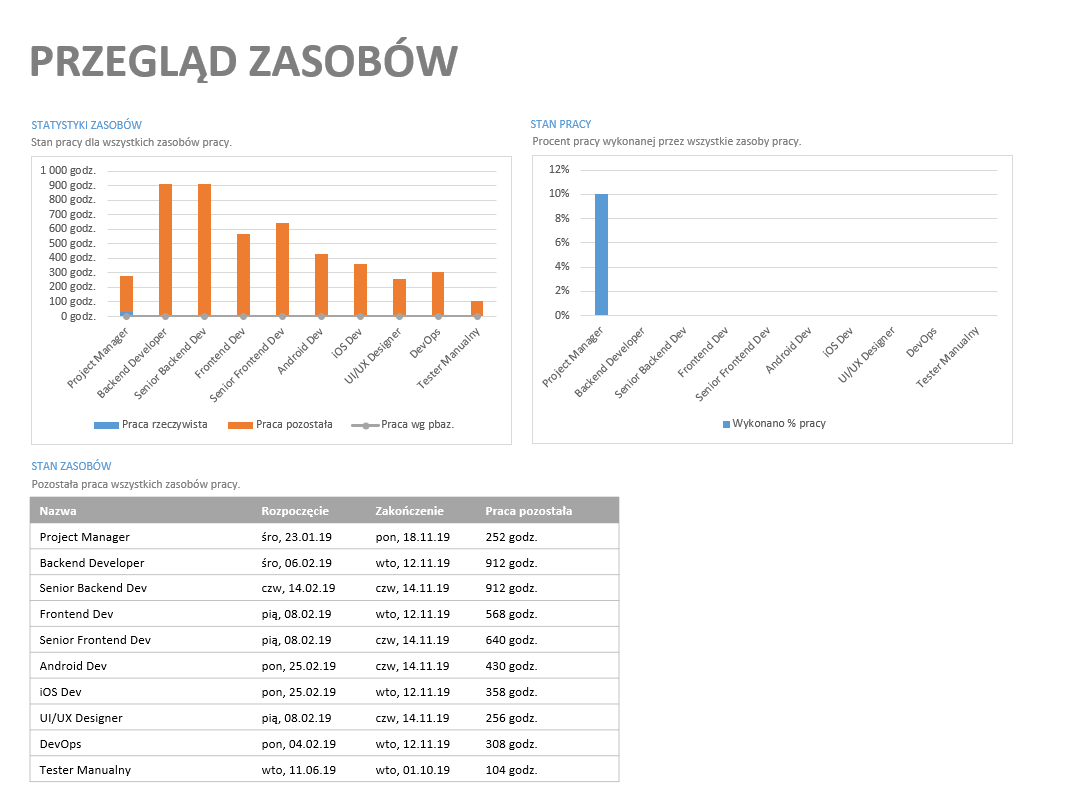 PRZEGLĄD ZASOBÓW
STATYSTYKI ZASOBÓW
Stan pracy dla wszystkich zasobów pracy.
1 000 godz.
900 godz.
800 godz.
700 godz.
600 godz.
500 godz.
400 godz.
300 godz.
200 godz.
100 godz.
0 godz.
Project Manager
Backend Developer
Senior Backend Dev
Frontend Dev
Senior Frontend Dev
Android Dev
iOS Dev
UI/UX Designer
DevOps
Tester Manualny
Praca rzeczywista Praca pozostała Praca wg pbaz.
STAN PRACY
Procent pracy wykonanej przez wszystkie zasoby pracy.
12%
10%
8%
6%
4%
2%
0%
Project Manager
Backend Developer
Senior Backend Dev
Frontend Dev
Senior Frontend Dev
Android Dev
iOS Dev
UI/UX Designer
DevOps
Tester Manualny
Wykonano % pracy
STAN ZASOBÓW
Pozostała praca wszystkich zasobów pracy.
Nazwa Rozpoczęcie Zakończenie Praca pozostała
Project Manager śro, 23.01.19 pon, 18.11.19 252 godz.
Backend Developer śro, 06.02.19 wto, 12.11.19 912 godz.
Senior Backend Dev czw, 14.02.19 czw, 14.11.19 912 godz.
Frontend Dev pią, 08.02.19 wto, 12.11.19 568 godz.
Senior Frontend Dev pią, 08.02.19 czw, 14.11.19 640 godz.
Android Dev pon, 25.02.19 czw, 14.11.19 430 godz.
iOS Dev pon, 25.02.19 wto, 12.11.19 358 godz.
UI/UX Designer pią, 08.02.19 czw, 14.11.19 256 godz.
DevOps pon, 04.02.19 wto, 12.11.19 308 godz.
Tester Manualny wto, 11.06.19 wto, 01.10.19 104 godz.